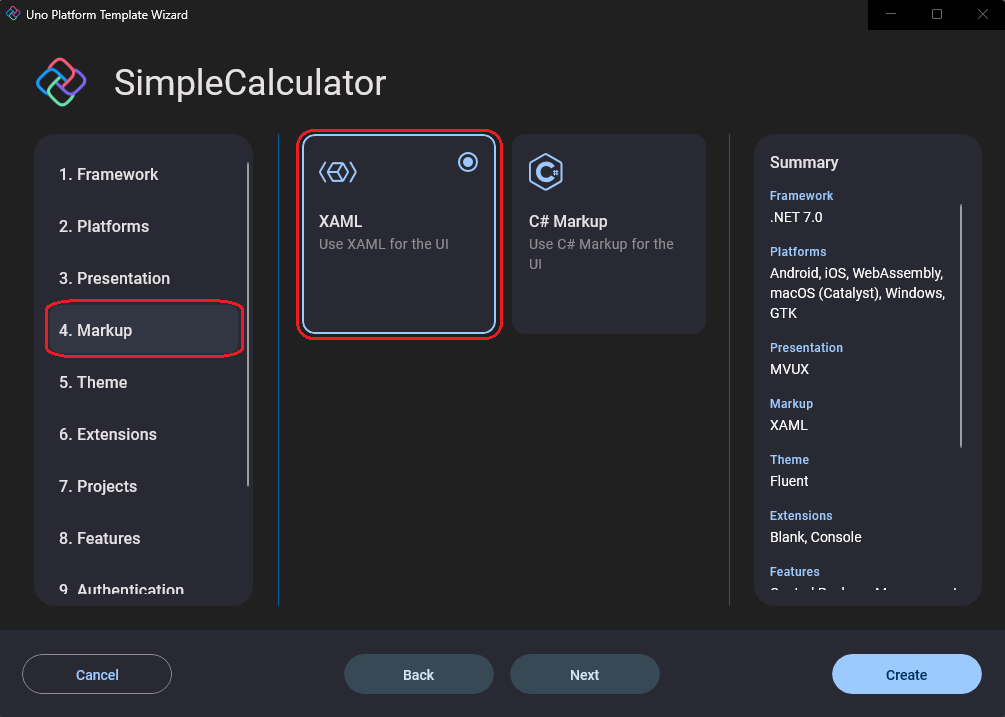 Uno Platform Template Wizard
SimpleCalculator
1. Framework
2. Platforms
3. Presentation
4. Markup
5. Theme
6. Extensions
7. Projects
8. Features
9. Authentication
XAML
Use XAML for the UI
C# Markup
Use C# Markup for the
UI
Summary
Framework
.NET 7.0
Platforms
Android, iOS, WebAssembly,
macOS (Catalyst), Windows,
GTK
Presentation
MVUX
Markup
XAML
Theme
Fluent
Extensions
Blank, Console
Features
Cancel
Back
Next
Create